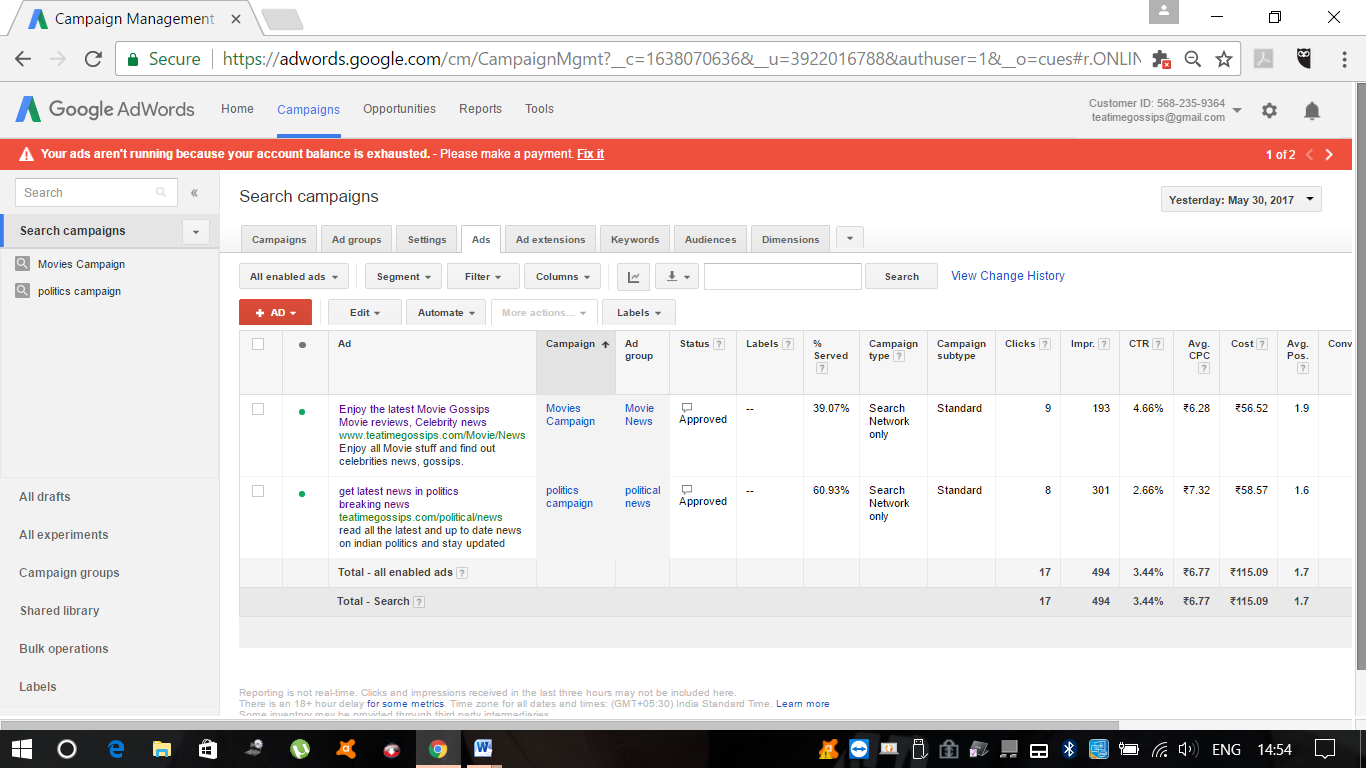 Campaign Management
Secure https://adwords.google.com/cm/CampaignMgmt?__c=1638070636&__u=3922016788&authuser=1&__o=cues#r.ONLIN
Google AdWords Home Campaigns Opportunities Reports Tools
Customer ID: 568-235-9364
teatimegossips@gmail.com
Your ads aren't running because your account balance is exhausted. - Please make a payment. Fix it 1 of 2
Search «
Search campaigns
Movies Campaign
politics campaign
All drafts
All experiments
Campaign groups
Shared library
Bulk operations
Labels
Search campaigns
Yesterday: May 30, 2017
Campaigns Ad groups Settings Ads Ad extensions Keywords Audiences Dimensions
All enabled ads Segment Filter Columns Search View Change History
+ AD Edit Automate More actions... Labels
Ad Campaign Ad group Status ? Labels ? % Served ? Campaign type ? Campaign subtype Clicks ? Impr. ? CTR ? Avg. CPC ? Cost ? Avg. Pos. ? Conv
Enjoy the latest Movie Gossips
Movie reviews, Celebrity news
www.teatimegossips.com/Movie/News
Enjoy all Movie stuff and find out
celebrities news, gossips.
Movies Campaign
Movie News
Approved
--
39.07%
Search Network only
Standard
9
193
4.66%
₹6.28
₹56.52
1.9
get latest news in politics
breaking news
teatimegossips.com/political/news
read all the latest and up to date news
on indian politics and stay updated
politics campaign
political news
Approved
--
60.93%
Search Network only
Standard
8
301
2.66%
₹7.32
₹58.57
1.6
Total - all enabled ads ? 17 494 3.44% ₹6.77 ₹115.09 1.7
Total - Search ? 17 494 3.44% ₹6.77 ₹115.09 1.7
Reporting is not real-time. Clicks and impressions received in the last three hours may not be included here.
There is an 18+ hour delay for some metrics. Time zone for all dates and times: (GMT+05:30) India Standard Time. Learn more
Some inventory may be provided through third party intermediaries.
ENG 14:54